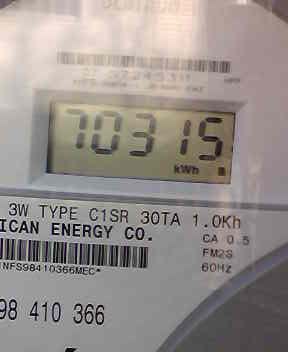 70315
kWh
3W TYPE C1SR 30TA 1.0Kh
ICAN ENERGY CO.
CA 0.5
FM2S
60Hz
NFS98410366MEC*
98 410 366